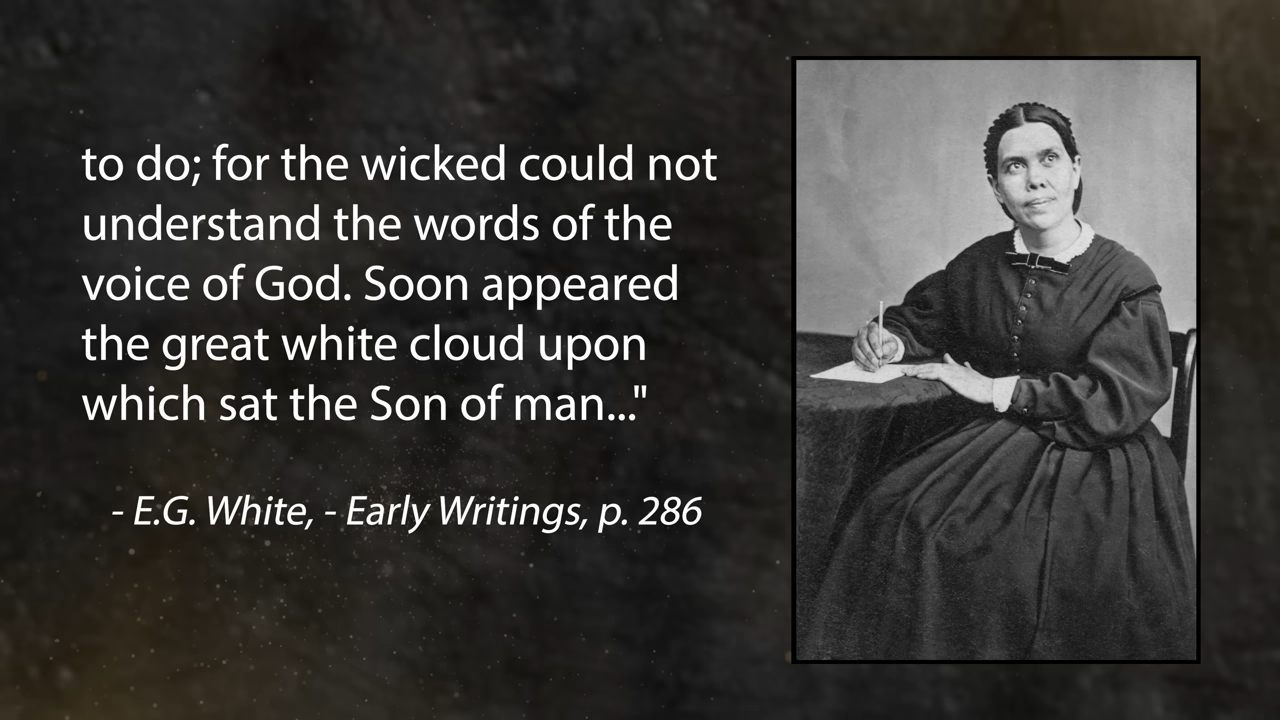 to do; for the wicked could not
understand the words of the
voice of God. Soon appeared
the great white cloud upon
which sat the Son of man..."
- E.G. White, - Early Writings, p. 286